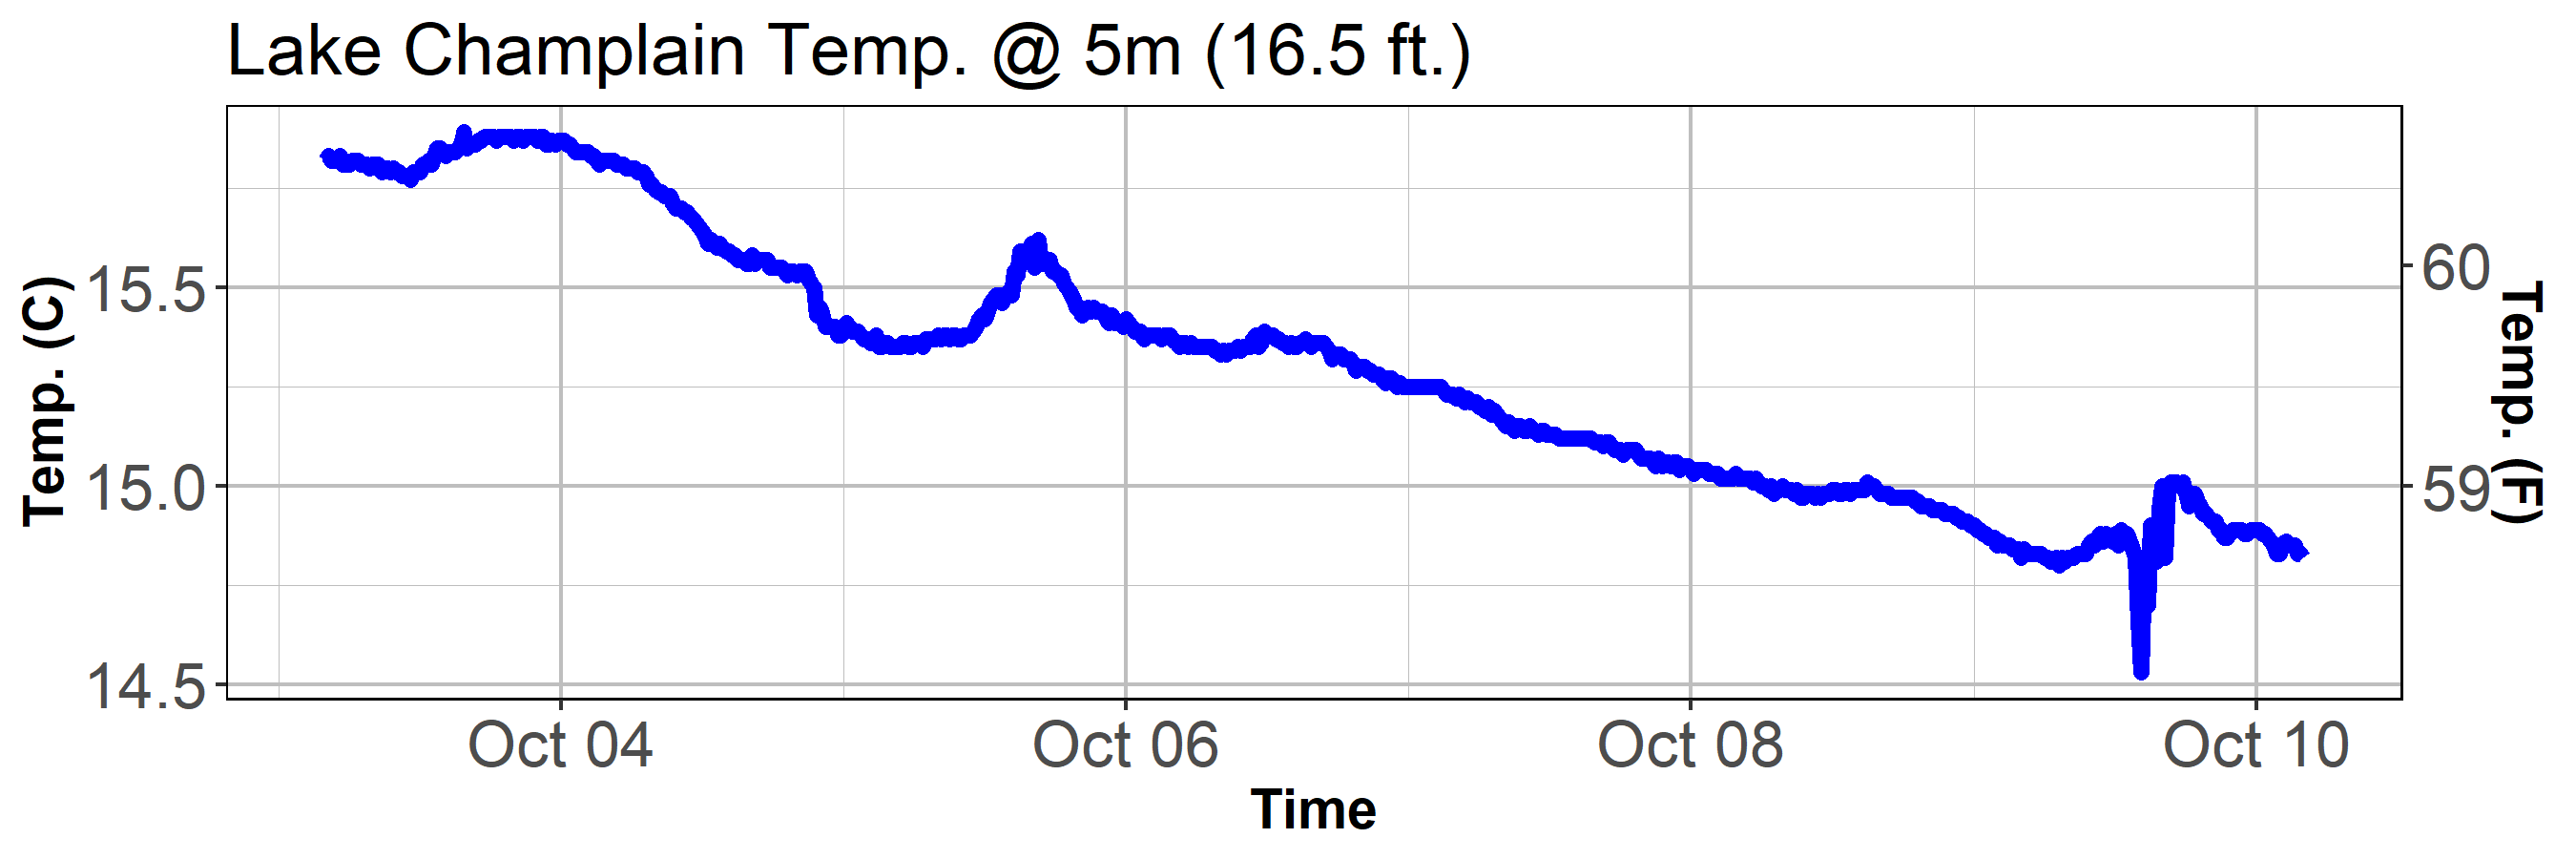 Lake Champlain Temp. @ 5m (16.5 ft.)
Temp. (C)
15.5
15.0
14.5
60
59
Temp. (F)
Oct 04 Oct 06 Oct 08 Oct 10
Time